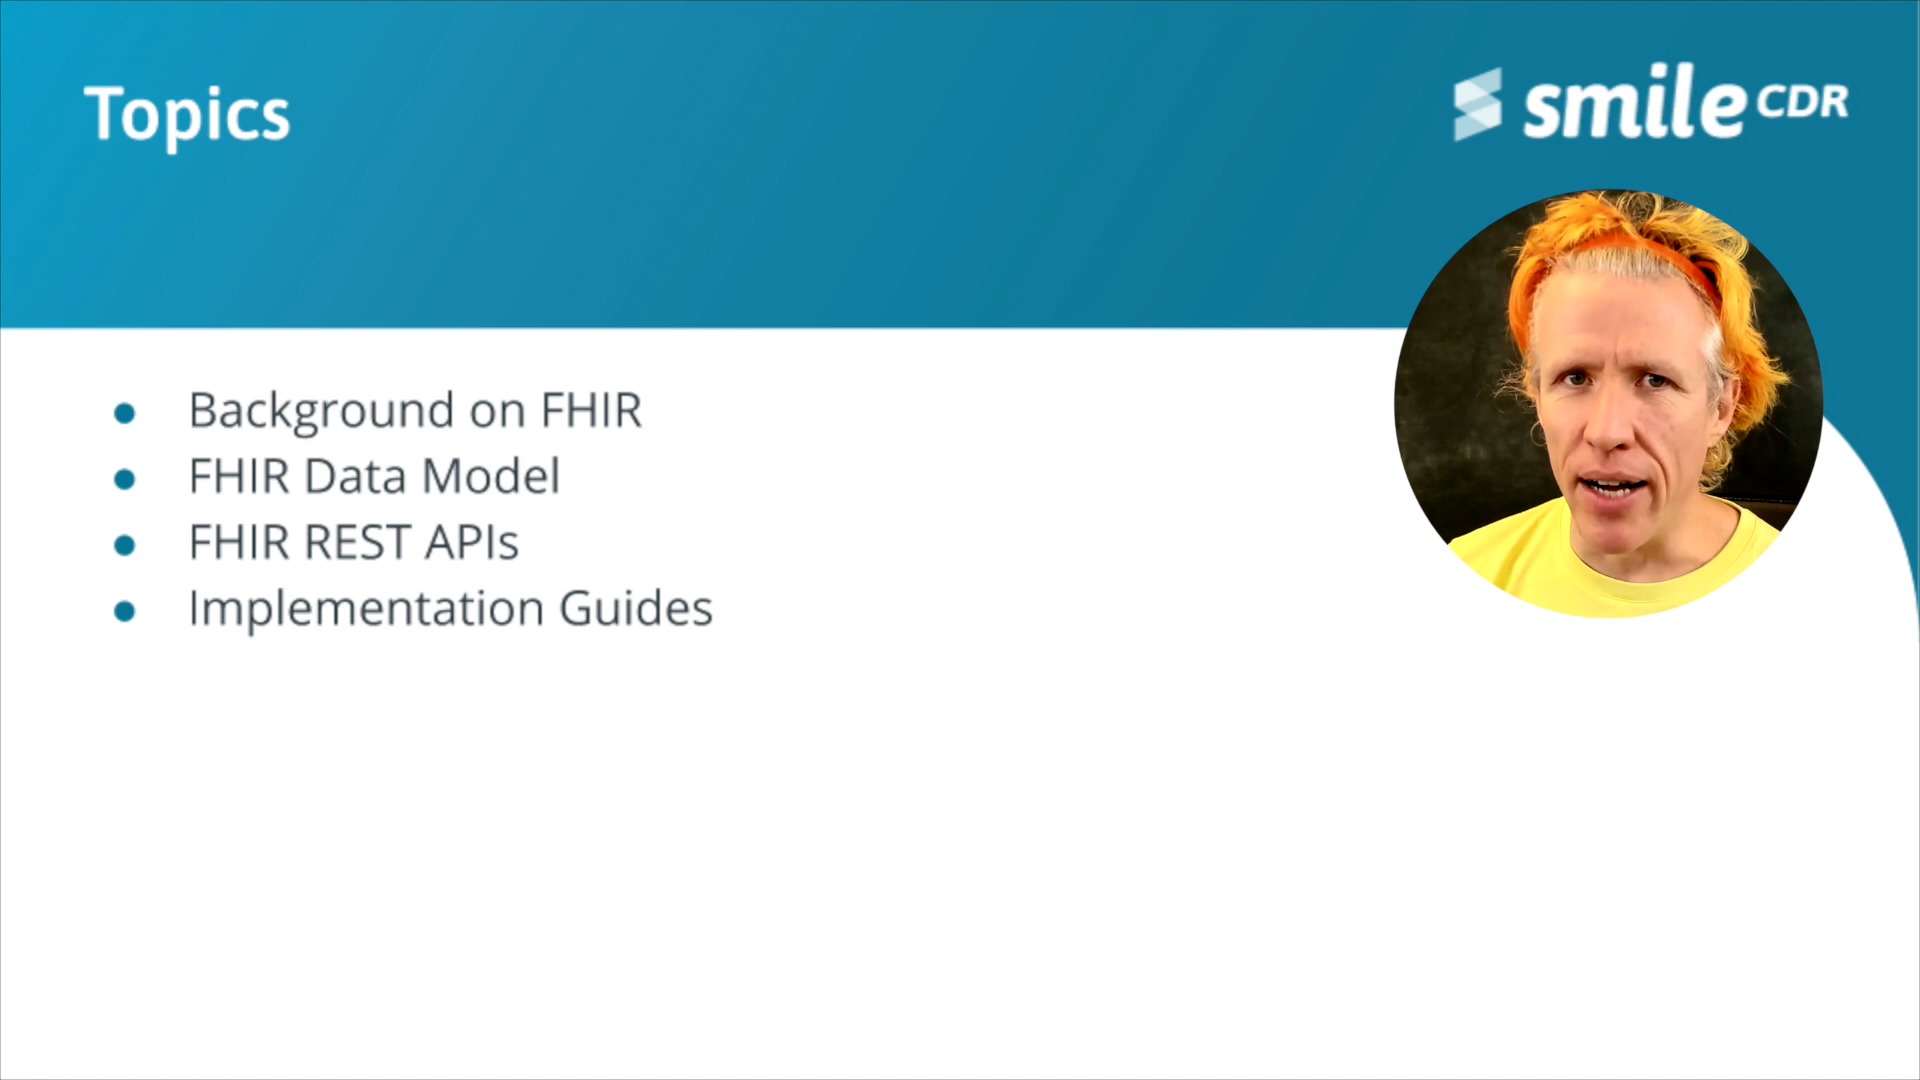 Topics
smile CDR
Background on FHIR
FHIR Data Model
FHIR REST APIs
Implementation Guides